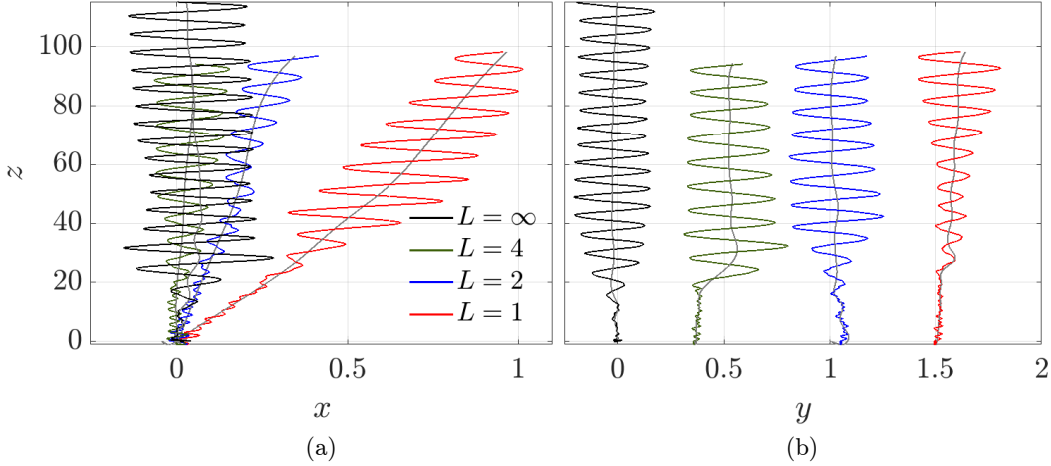 100
80
60
40
20
0
z
L = ∞
L = 4
L = 2
L = 1
0 0.5 1
x
(a)
0 0.5 1 1.5 2
y
(b)